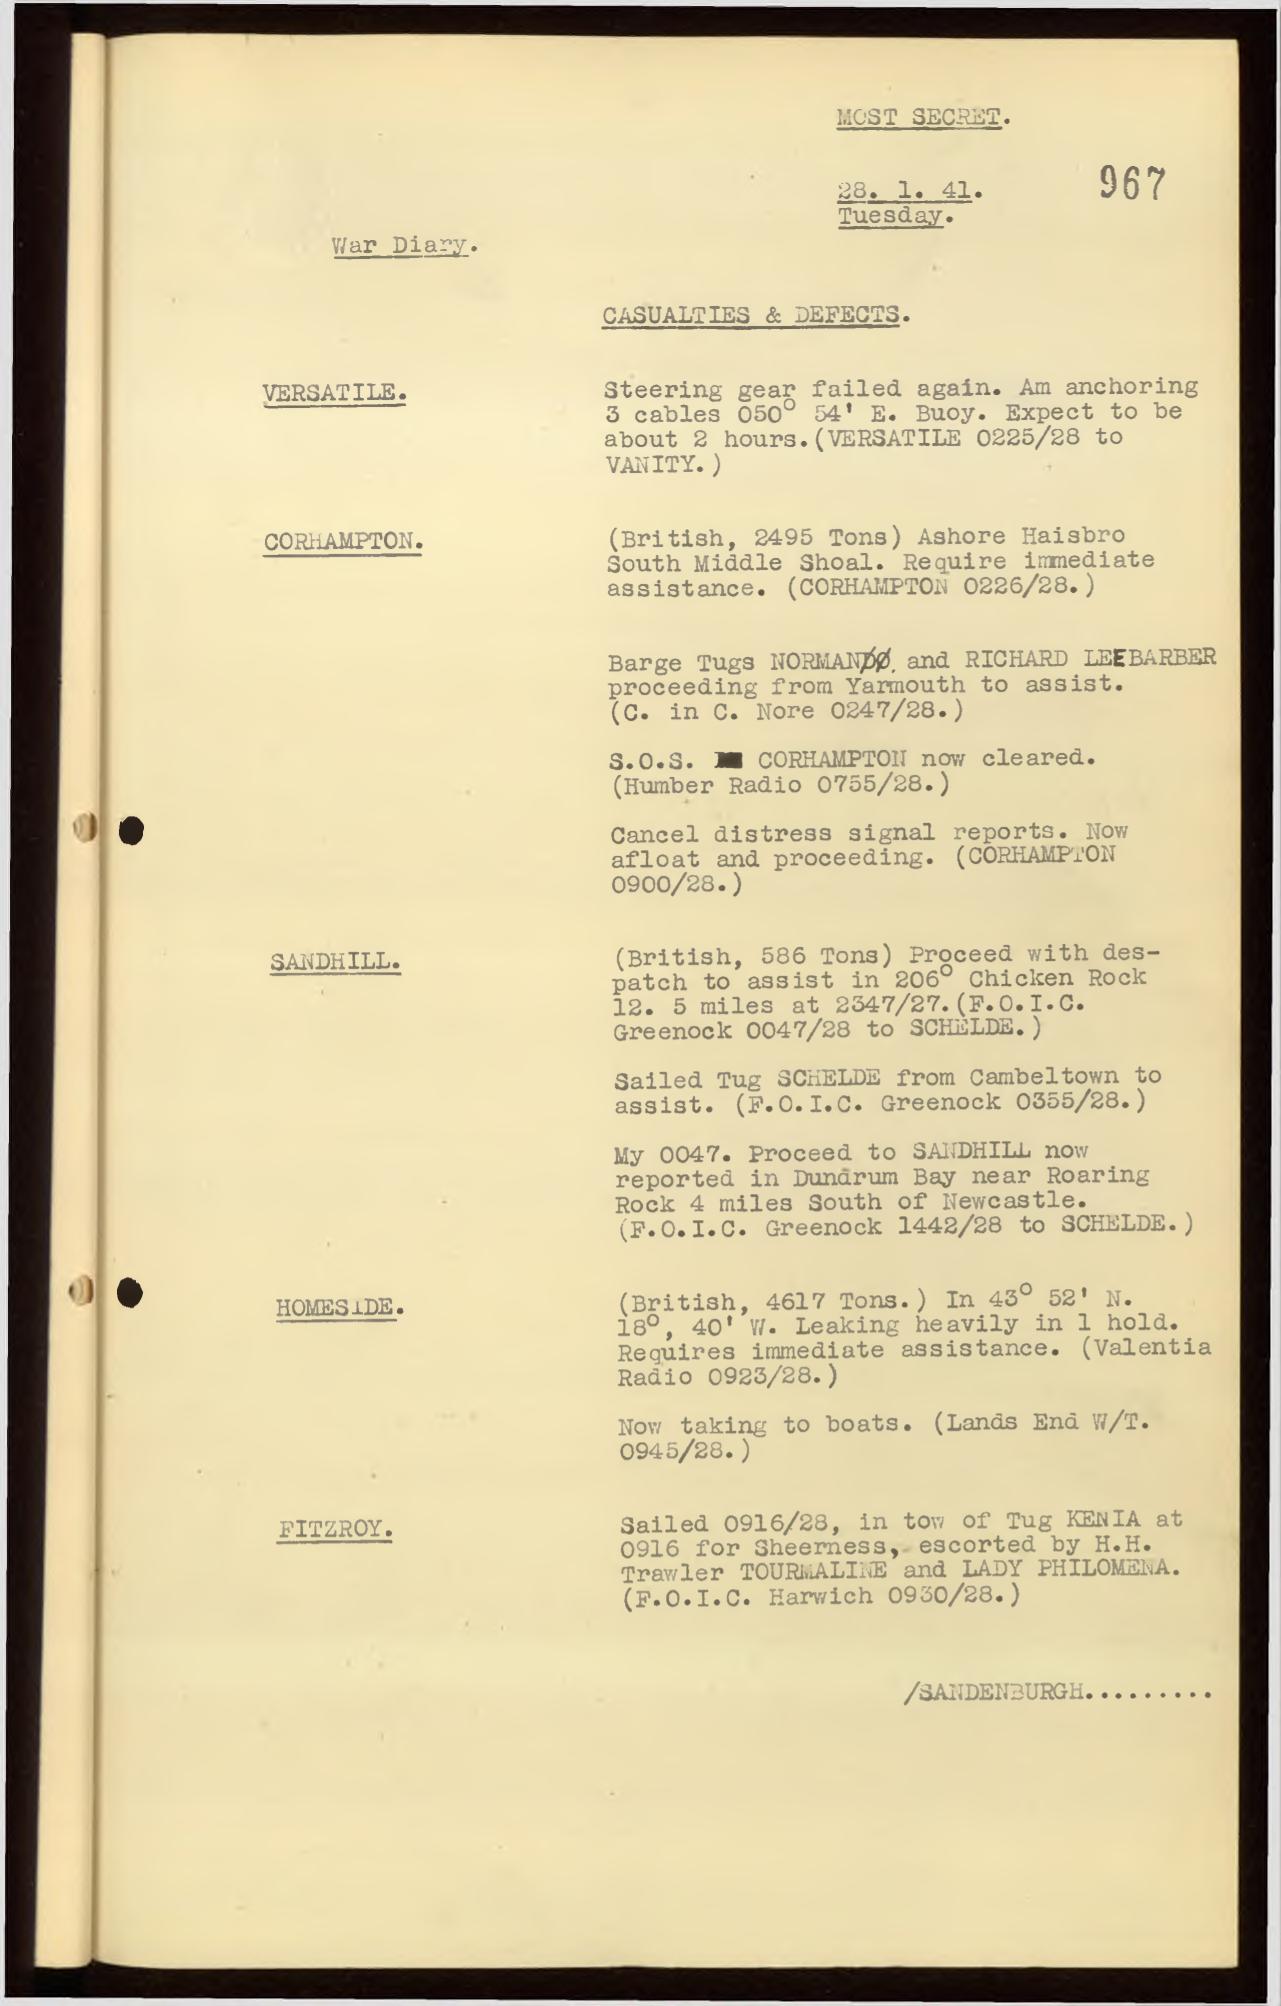 MOST SECRET.
967
28. 1. 41.
Tuesday.
War Diary.
CASUALTIES & DEFECTS.
VERSATILE.
Steering gear failed again. Am anchoring
3 cables 050° 54' E. Buoy. Expect to be
about 2 hours.(VERSATILE 0225/28 to
VANITY.)
CORHAMPTON.
(British, 2495 Tons) Ashore Haisbro
South Middle Shoal. Require immediate
assistance. (CORHAMPTON 0226/28.)
Barge Tugs NORMAN and RICHARD LEEBARBER
proceeding from Yarmouth to assist.
(C. in C. Nore 0247/28.)
S.O.S. CORHAMPTON now cleared.
(Humber Radio 0755/28.)
Cancel distress signal reports. Now
afloat and proceeding. (CORHAMPTON
0900/28.)
SANDHILL.
(British, 586 Tons) Proceed with des-
patch to assist in 206° Chicken Rock
12. 5 miles at 2347/27.(F.O.I.C.
Greenock 0047/28 to SCHELDE.)
Sailed Tug SCHELDE from Cambeltown to
assist. (F.O.I.C. Greenock 0355/28.)
My 0047. Proceed to SANDHILL now
reported in Dundrum Bay near Roaring
Rock 4 miles South of Newcastle.
(F.O.I.C. Greenock 1442/28 to SCHELDE.)
HOMESIDE.
(British, 4617 Tons.) In 43° 52' N.
18°, 40' W. Leaking heavily in 1 hold.
Requires immediate assistance. (Valentia
Radio 0923/28.)
Now taking to boats. (Lands End W/T.
0945/28.)
FITZROY.
Sailed 0916/28, in tow of Tug KENIA at
0916 for Sheerness, escorted by H.H.
Trawler TOURMALINE and LADY PHILOMENA.
(F.O.I.C. Harwich 0930/28.)
/SANDENBURGH.........